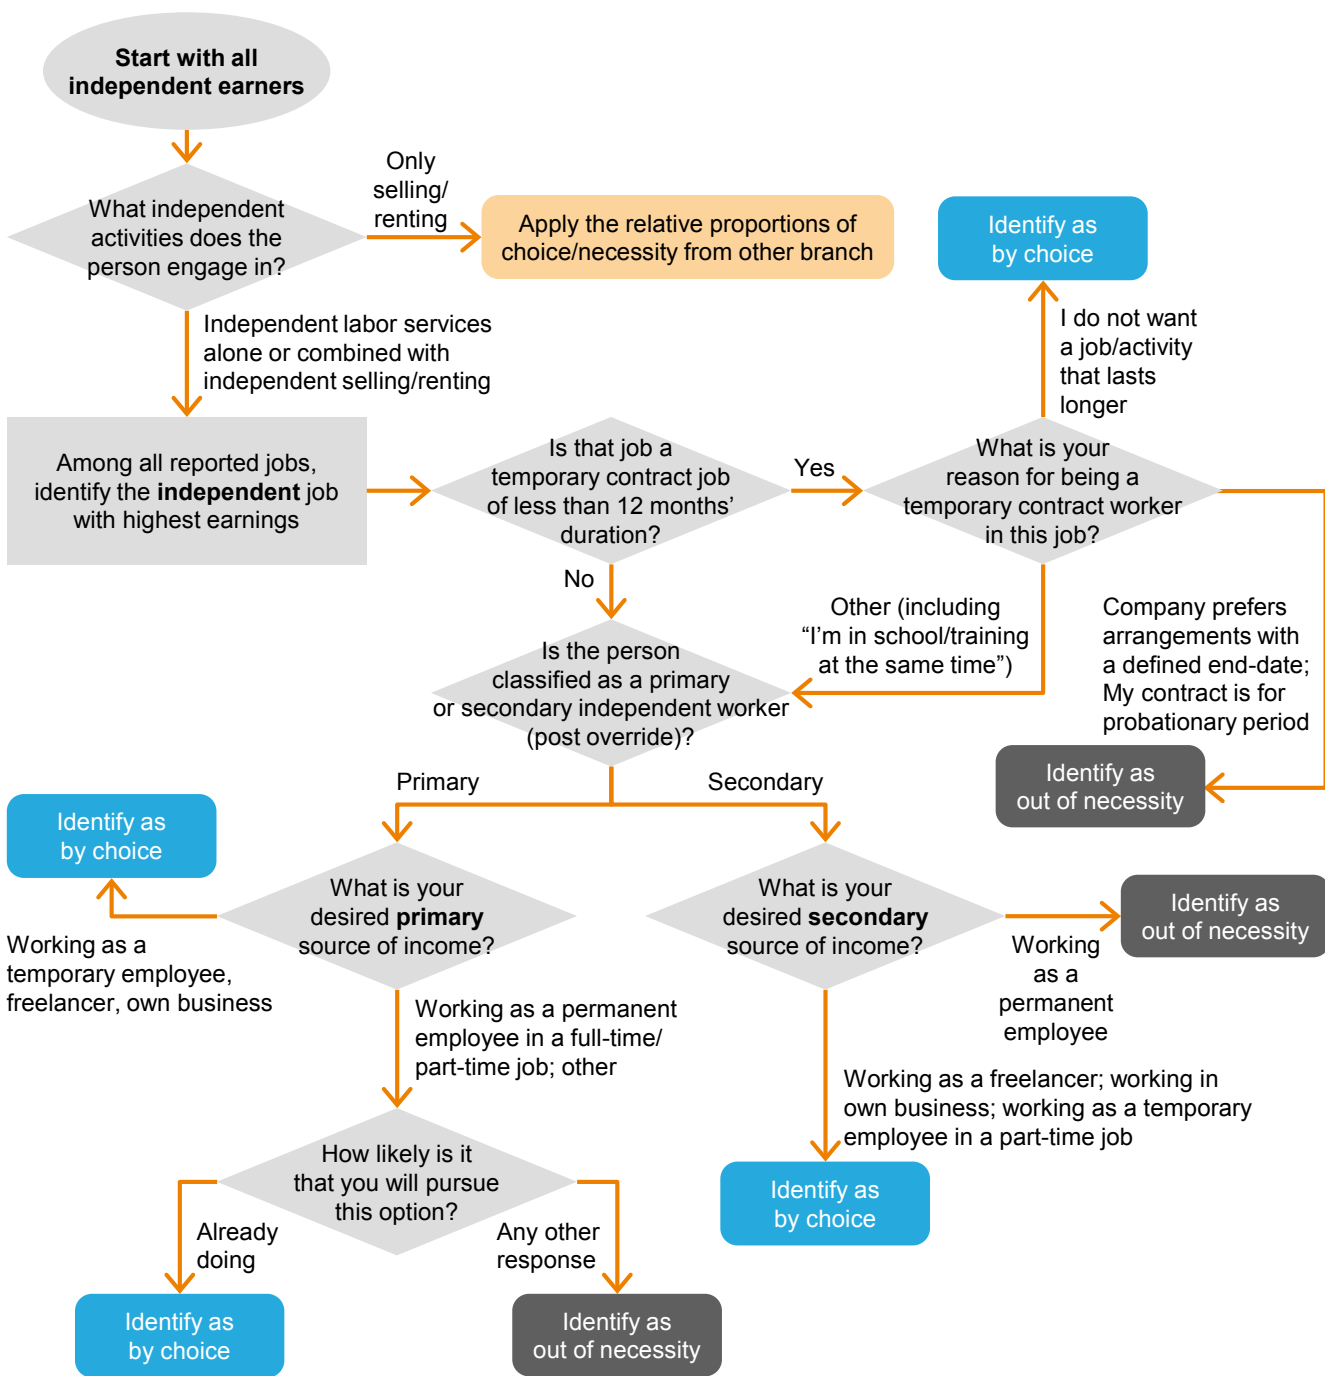 Start with all
independent earners
What independent
activities does the
person engage in?
Only
selling/
renting
Apply the relative proportions of
choice/necessity from other branch
Identify as
by choice
Independent labor services
alone or combined with
independent selling/renting
I do not want
a job/activity
that lasts
longer
Among all reported jobs,
identify the independent job
with highest earnings
Is that job a
temporary contract job
of less than 12 months’
duration?
Yes
What is your
reason for being a
temporary contract worker
in this job?
No
Other (including
“I’m in school/training
at the same time”)
Company prefers
arrangements with
a defined end-date;
My contract is for
probationary period
Is the person
classified as a primary
or secondary independent worker
(post override)?
Identify as
out of necessity
Primary
Secondary
Identify as
by choice
What is your
desired primary
source of income?
What is your
desired secondary
source of income?
Identify as
out of necessity
Working as a
temporary employee,
freelancer, own business
Working
as a
permanent
employee
Working as a permanent
employee in a full-time/
part-time job; other
Working as a freelancer; working in
own business; working as a temporary
employee in a part-time job
How likely is it
that you will pursue
this option?
Identify as
by choice
Already
doing
Any other
response
Identify as
by choice
Identify as
out of necessity